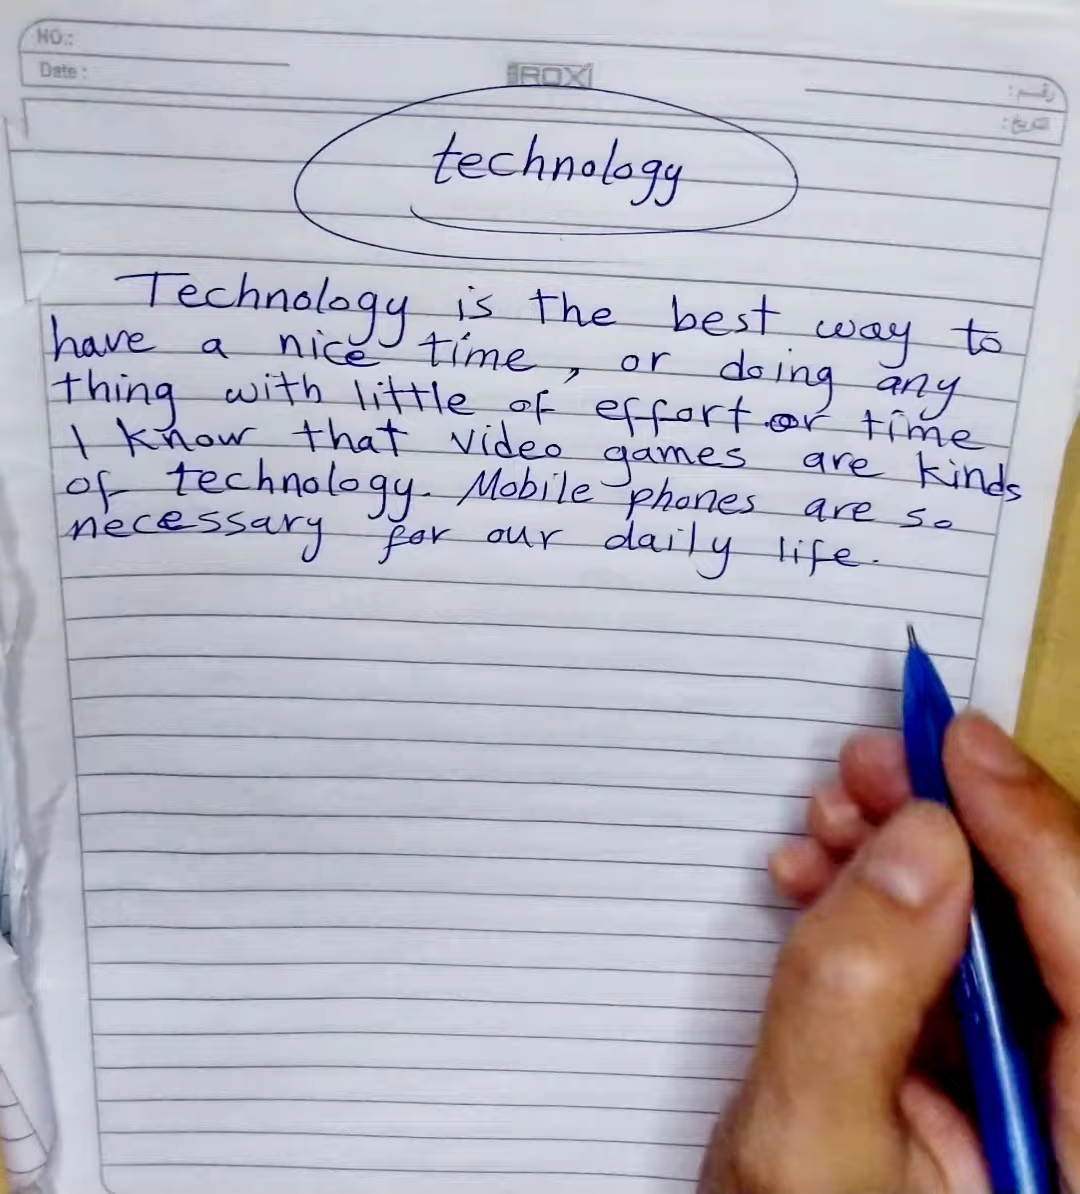 NO.:
Date :
ROX
رقم:
التاريخ:
technology
Technology is the best way to
have a nice time, or doing any
thing with little of effort or time
I know that video games are kinds
of technology. Mobile phones are so
necessary for our daily life.